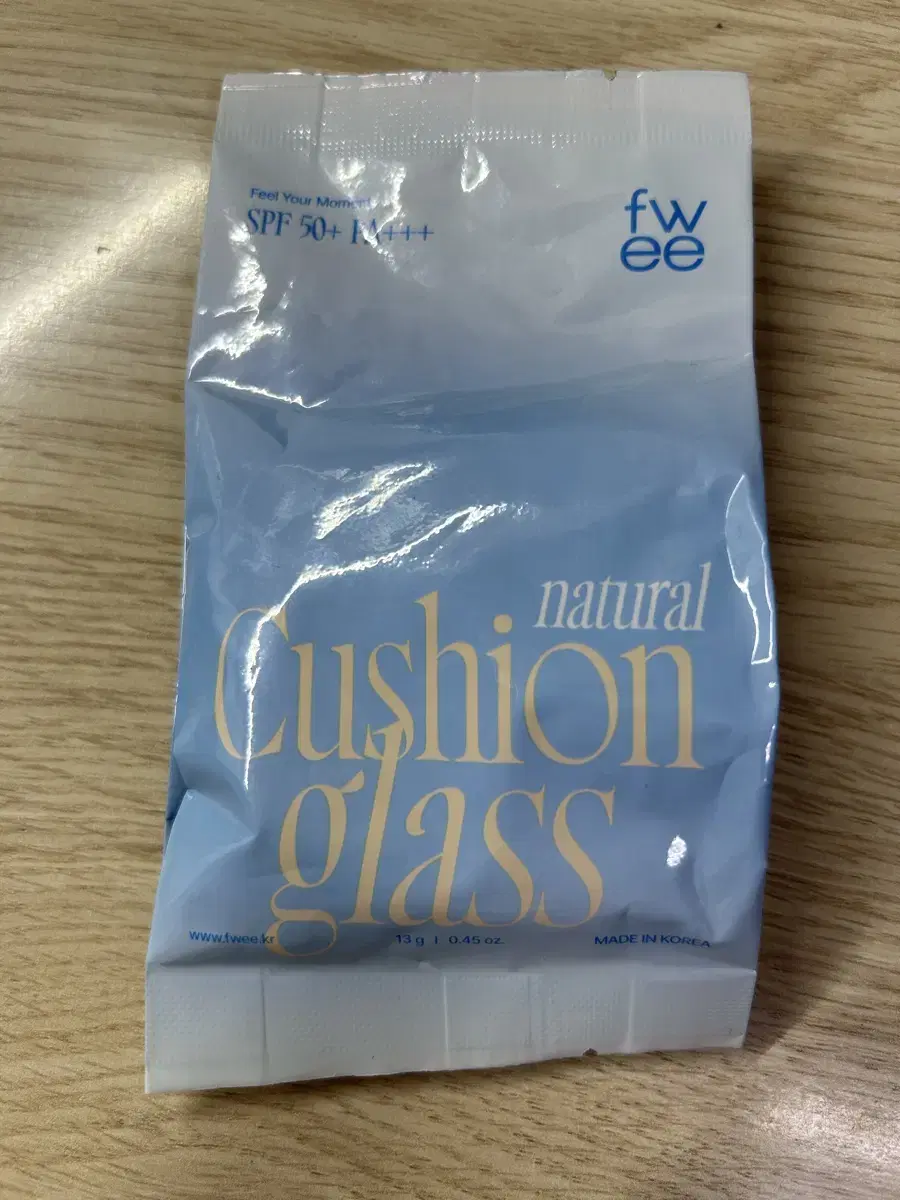 Feel Your Moment
SPF 50+ PA+++
fw
ee
natural
Cushion
glass
www.fwee.kr
13 g | 0.45 oz.
MADE IN KOREA